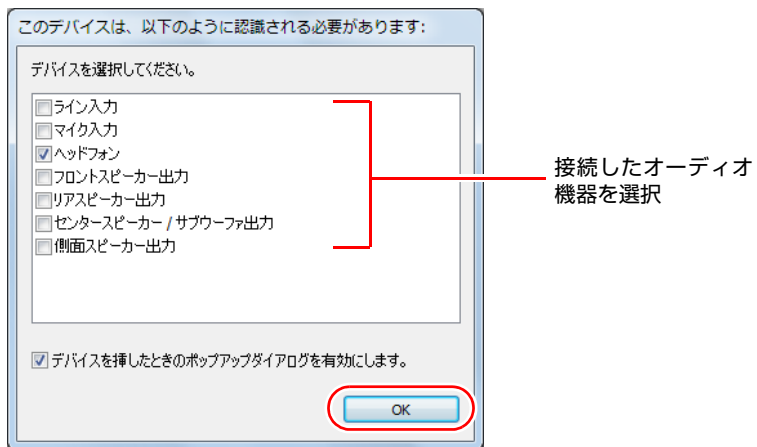 このデバイスは、以下のように認識される必要があります:
デバイスを選択してください。
ライン入力
マイク入力
ヘッドフォン
フロントスピーカー出力
リアスピーカー出力
センタースピーカー / サブウーファ出力
側面スピーカー出力
接続したオーディオ
機器を選択
デバイスを挿したときのポップアップダイアログを有効にします。
OK